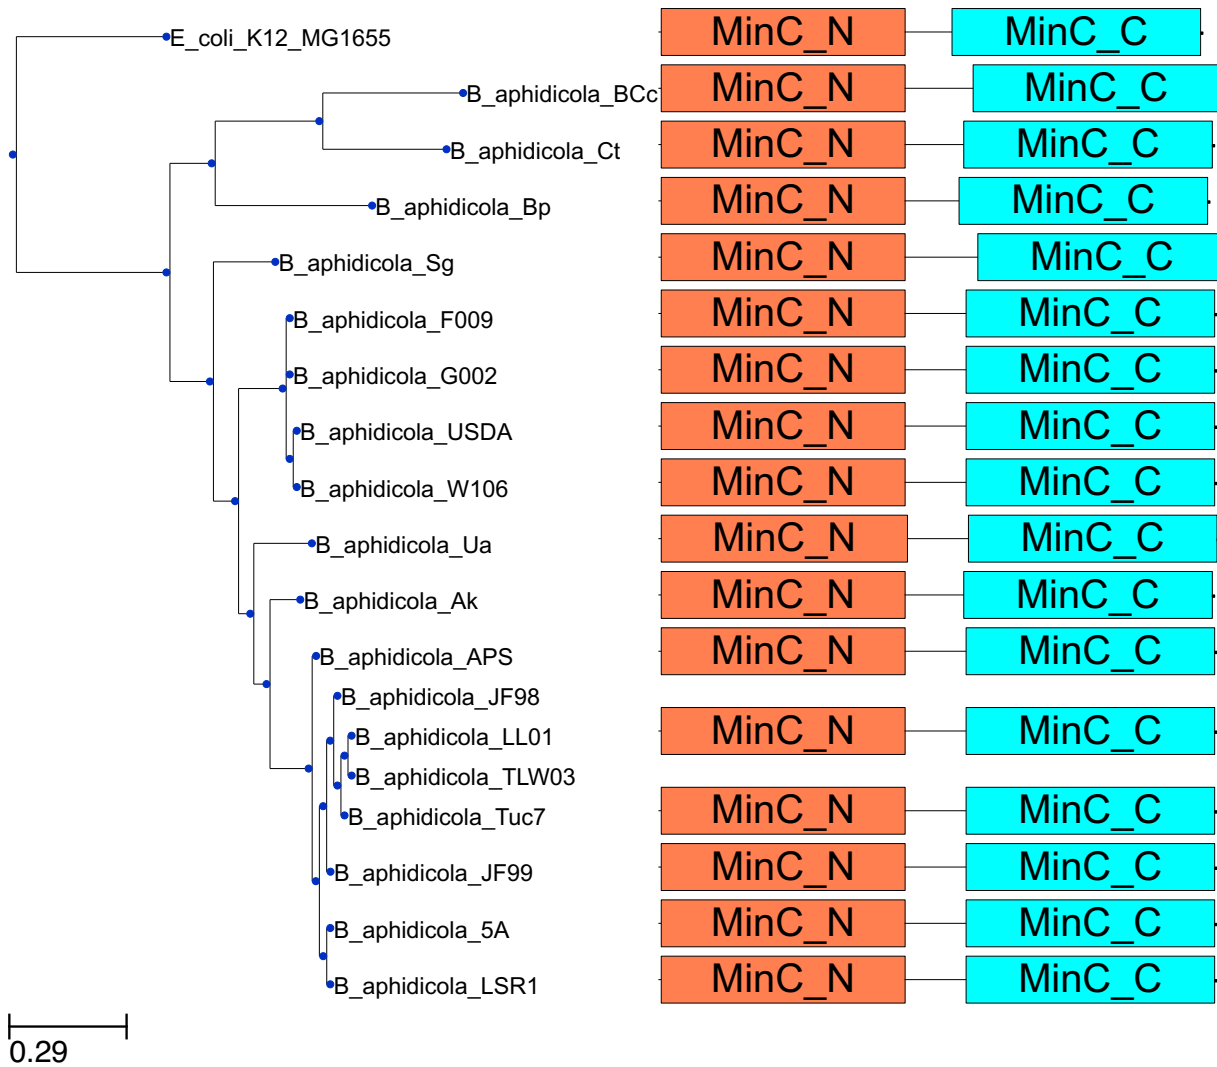 E_coli_K12_MG1655 MinC_N MinC_C
B_aphidicola_BCc MinC_N MinC_C
B_aphidicola_Ct MinC_N MinC_C
B_aphidicola_Bp MinC_N MinC_C
B_aphidicola_Sg MinC_N MinC_C
B_aphidicola_F009 MinC_N MinC_C
B_aphidicola_G002 MinC_N MinC_C
B_aphidicola_USDA MinC_N MinC_C
B_aphidicola_W106 MinC_N MinC_C
B_aphidicola_Ua MinC_N MinC_C
B_aphidicola_Ak MinC_N MinC_C
B_aphidicola_APS MinC_N MinC_C
B_aphidicola_JF98
B_aphidicola_LL01 MinC_N MinC_C
B_aphidicola_TLW03
B_aphidicola_Tuc7 MinC_N MinC_C
B_aphidicola_JF99 MinC_N MinC_C
B_aphidicola_5A MinC_N MinC_C
B_aphidicola_LSR1 MinC_N MinC_C
0.29